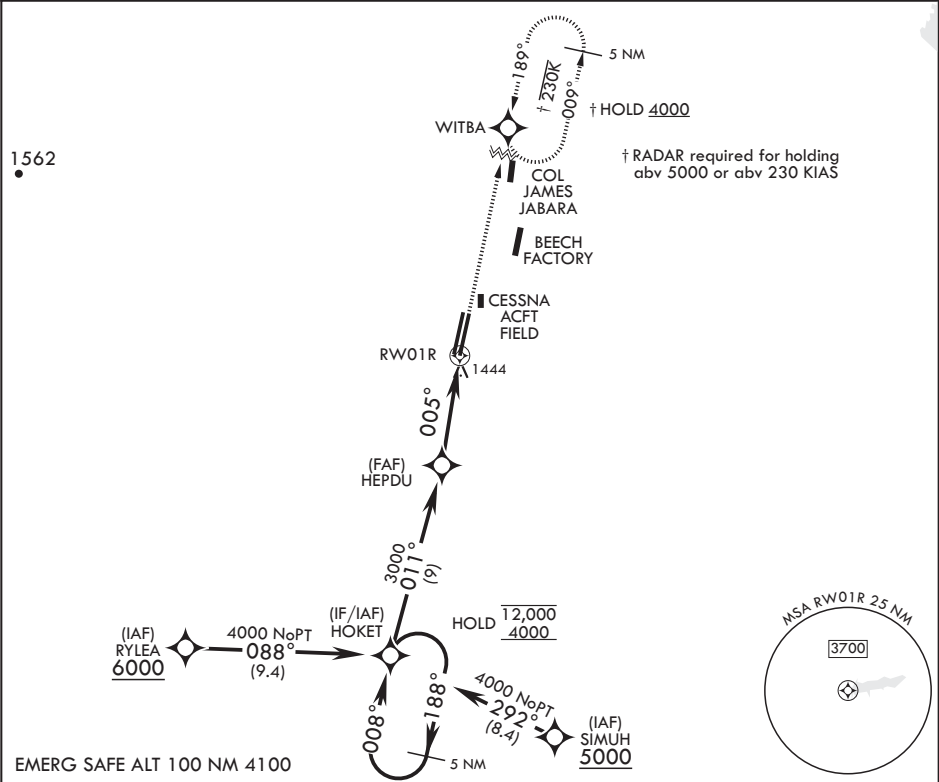 189°
5 NM
† 230K
009°
† HOLD 4000
WITBA
1562
† RADAR required for holding
abv 5000 or abv 230 KIAS
COL
JAMES
JABARA
BEECH
FACTORY
CESSNA
ACFT
FIELD
RW01R
1444
005°
(FAF)
HEPDU
3000
011°
(9)
(IF/IAF)
HOKET
HOLD 12,000
4000
(IAF)
RYLEA
6000
4000 NoPT
088°
(9.4)
008°
188°
5 NM
4000 NoPT
292°
(8.4)
(IAF)
SIMUH
5000
MSA RW01R 25 NM
3700
EMERG SAFE ALT 100 NM 4100